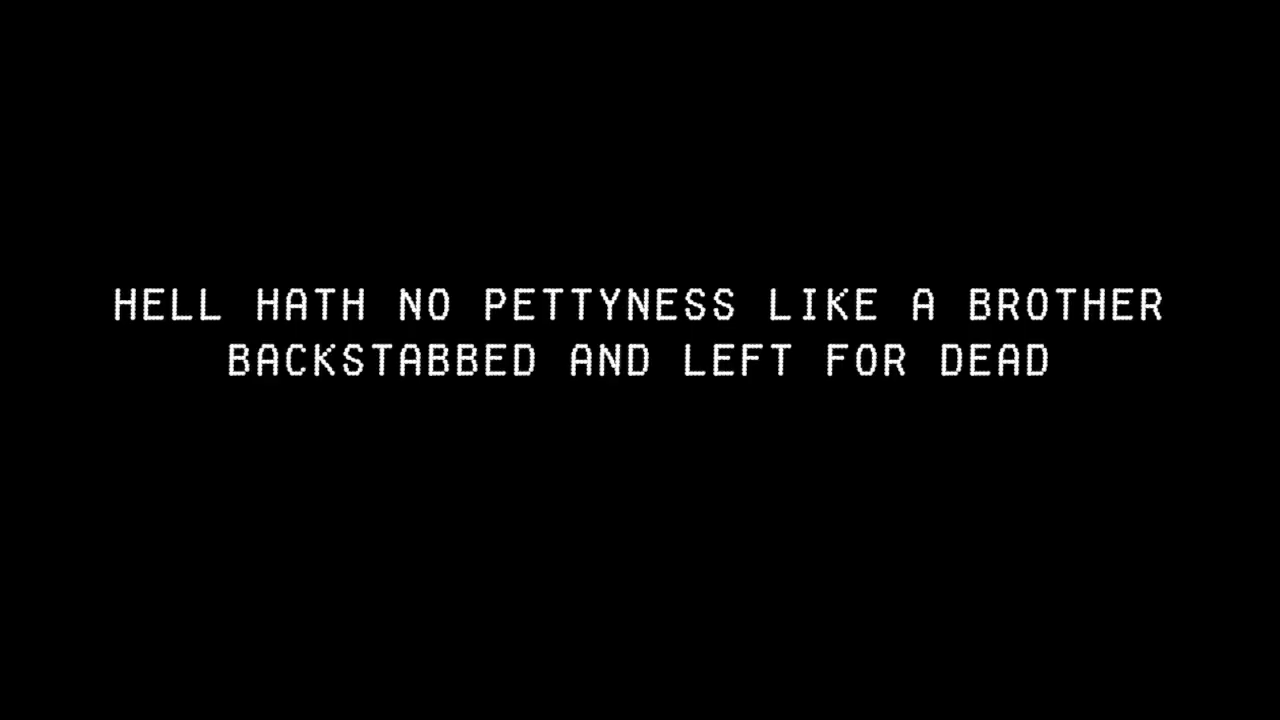 HELL HATH NO PETTYNESS LIKE A BROTHER
BACKSTABBED AND LEFT FOR DEAD